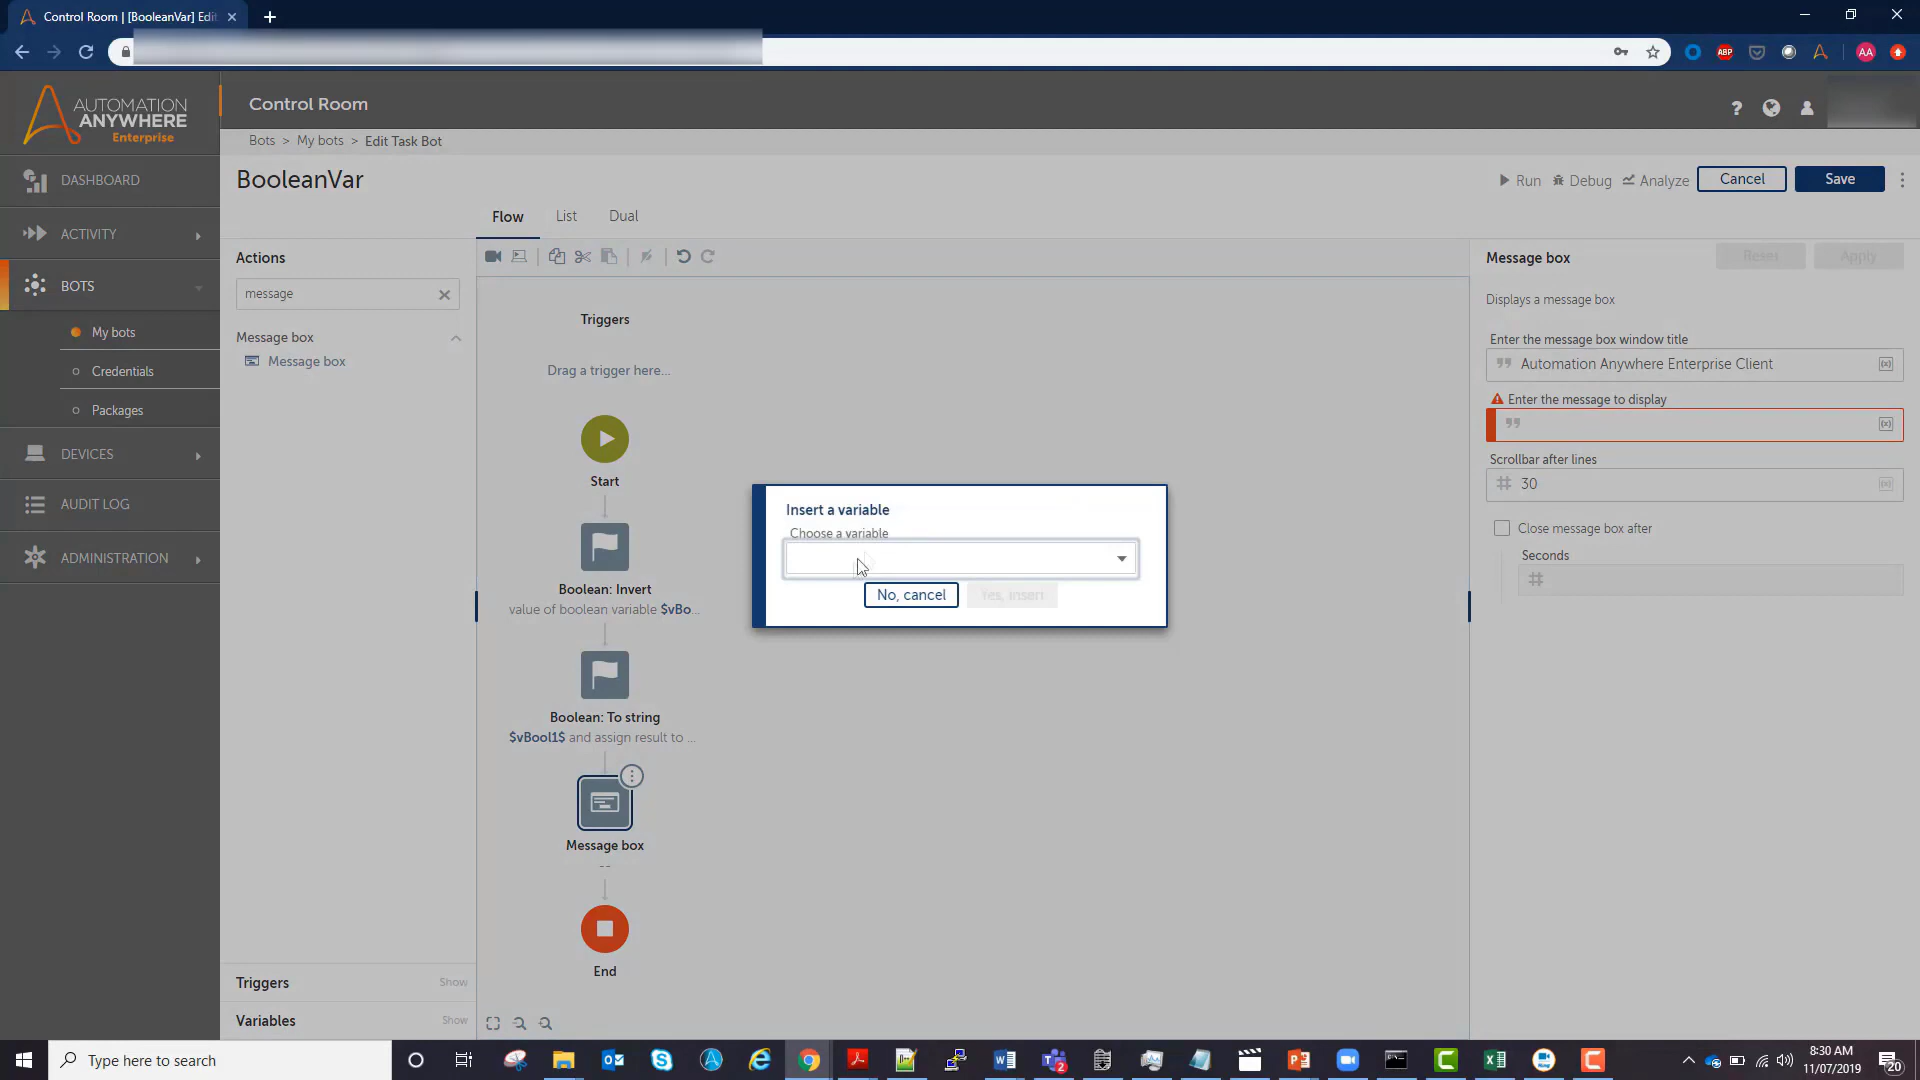 Control Room | [BooleanVar] Edit
AUTOMATION
ANYWHERE
Enterprise
Control Room
Bots > My bots > Edit Task Bot
BooleanVar
Run
Debug
Analyze
Cancel
Save
Flow
List
Dual
DASHBOARD
ACTIVITY
BOTS
My bots
Credentials
Packages
DEVICES
AUDIT LOG
ADMINISTRATION
Actions
message
Message box
Message box
Triggers
Show
Variables
Show
Triggers
Drag a trigger here...
Start
Boolean: Invert
value of boolean variable $vBo...
Boolean: To string
$vBool1$ and assign result to ...
Message box
--
End
Insert a variable
Choose a variable
No, cancel
Yes, insert
Message box
Reset
Apply
Displays a message box
Enter the message box window title
Automation Anywhere Enterprise Client
Enter the message to display
Scrollbar after lines
30
Close message box after
Seconds
Type here to search
8:30 AM
11/07/2019
20